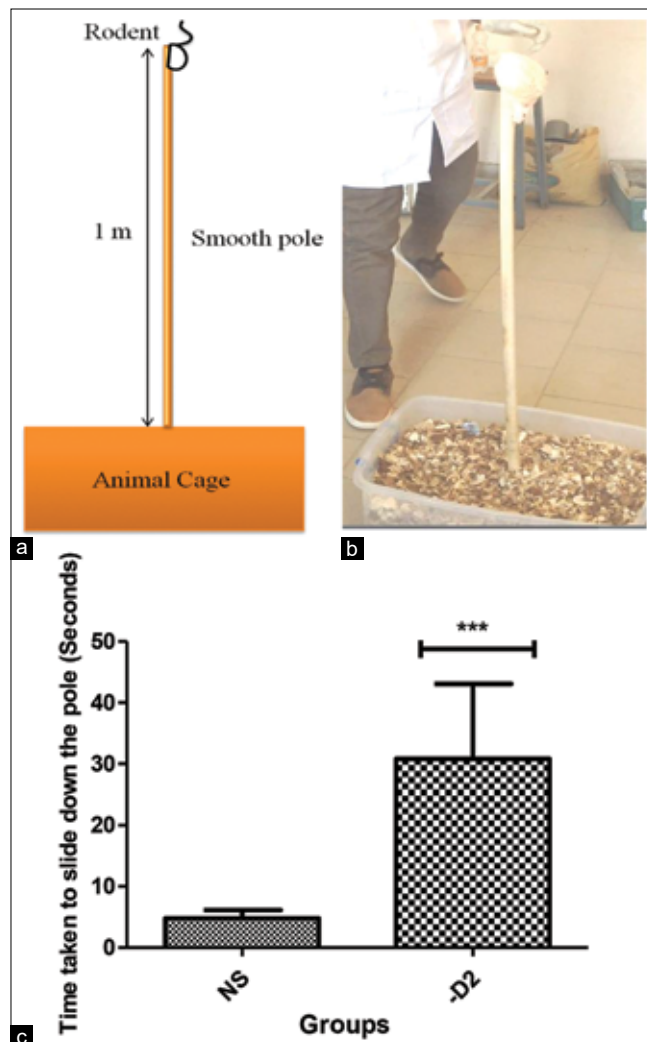 Rodent
1 m
Smooth pole
Animal Cage
a
b
Time taken to slide down the pole (Seconds)
50
40
30
20
10
0
***
NS
-D2
Groups
c